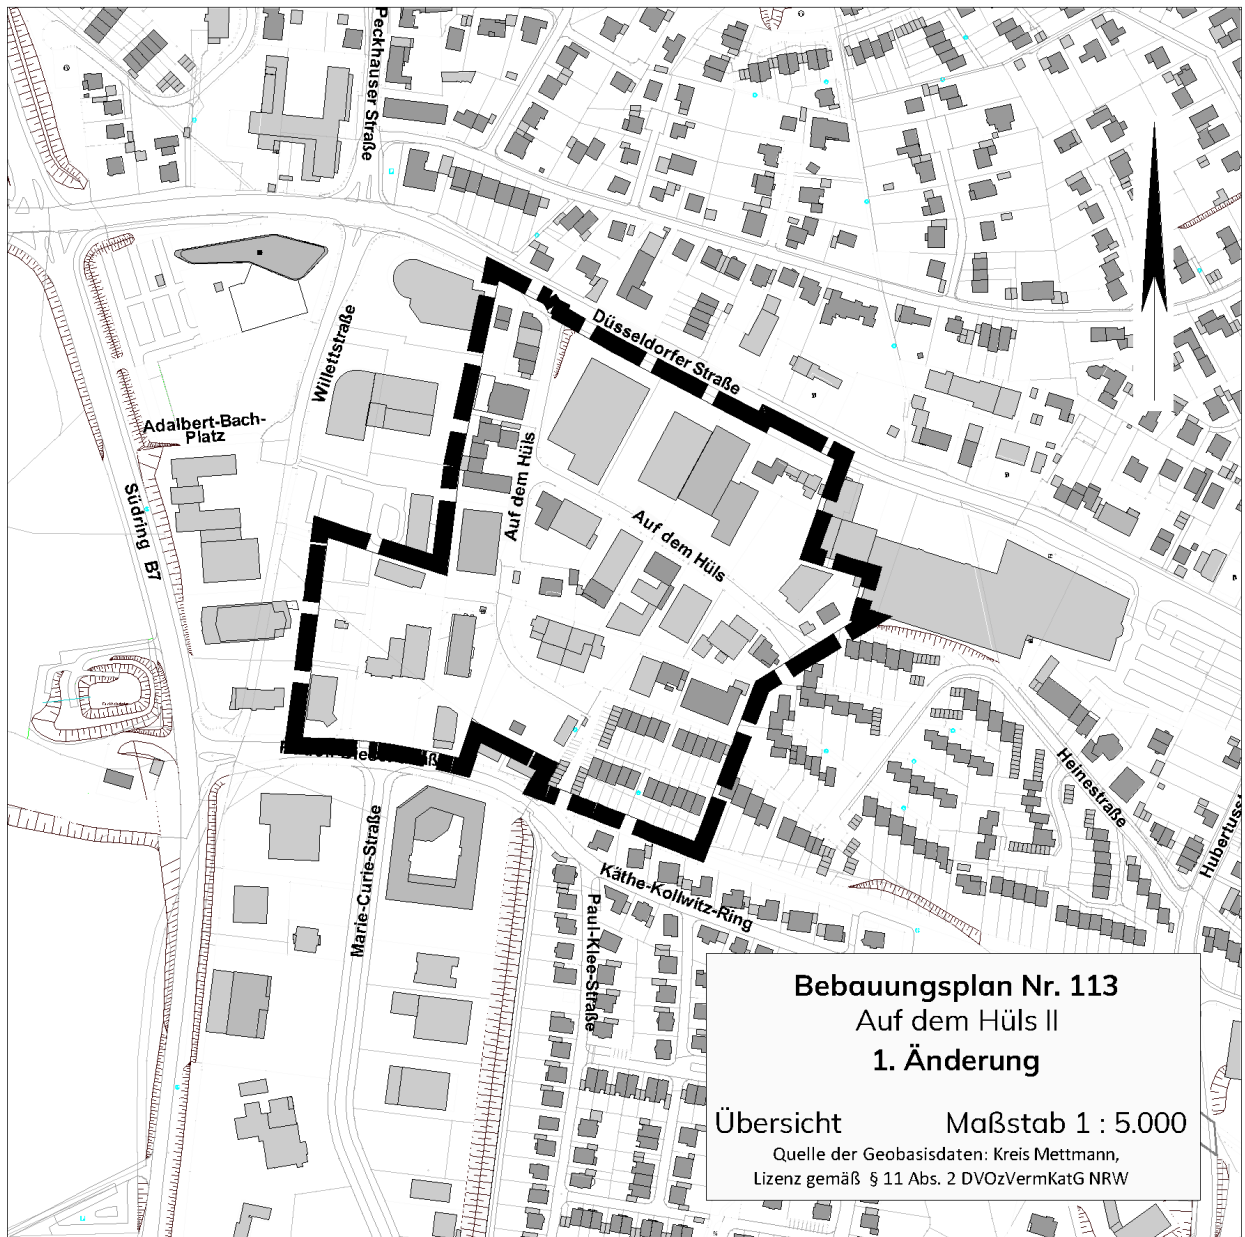 Peckhauser Straße
Willettstraße
Düsseldorfer Straße
Adalbert-Bach-
Platz
Auf dem Hüls
Südring B7
Auf dem Hüls
Marie-Curie-Straße
Paul-Klee-Straße
Käthe-Kollwitz-Ring
Heinestraße
Bebauungsplan Nr. 113
Auf dem Hüls II
1. Änderung
Übersicht Maßstab 1 : 5.000
Quelle der Geobasisdaten: Kreis Mettmann,
Lizenz gemäß § 11 Abs. 2 DVOzVermKatG NRW